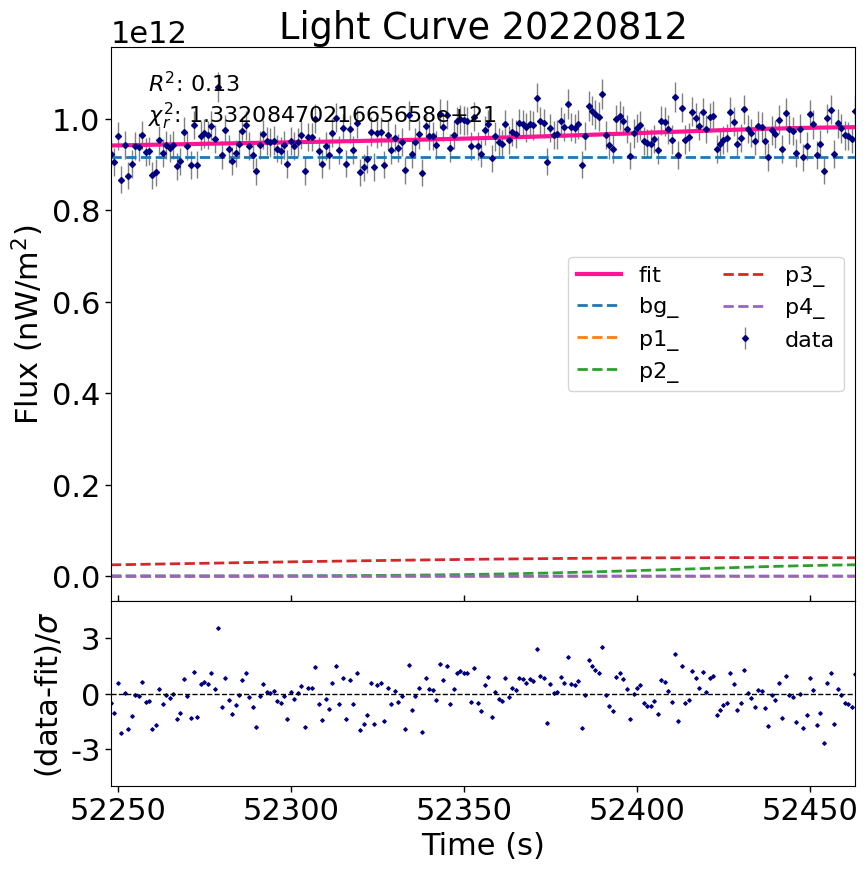 Light Curve 20220812
1e12
R²: 0.13
χ²ᵣ: 1.3320847021665658e+21
1.0
0.8
0.6
0.4
0.2
0.0
Flux (nW/m²)
fit
bg_
p1_
p2_
p3_
p4_
data
3
0
-3
(data-fit)/σ
52250
52300
52350
52400
52450
Time (s)